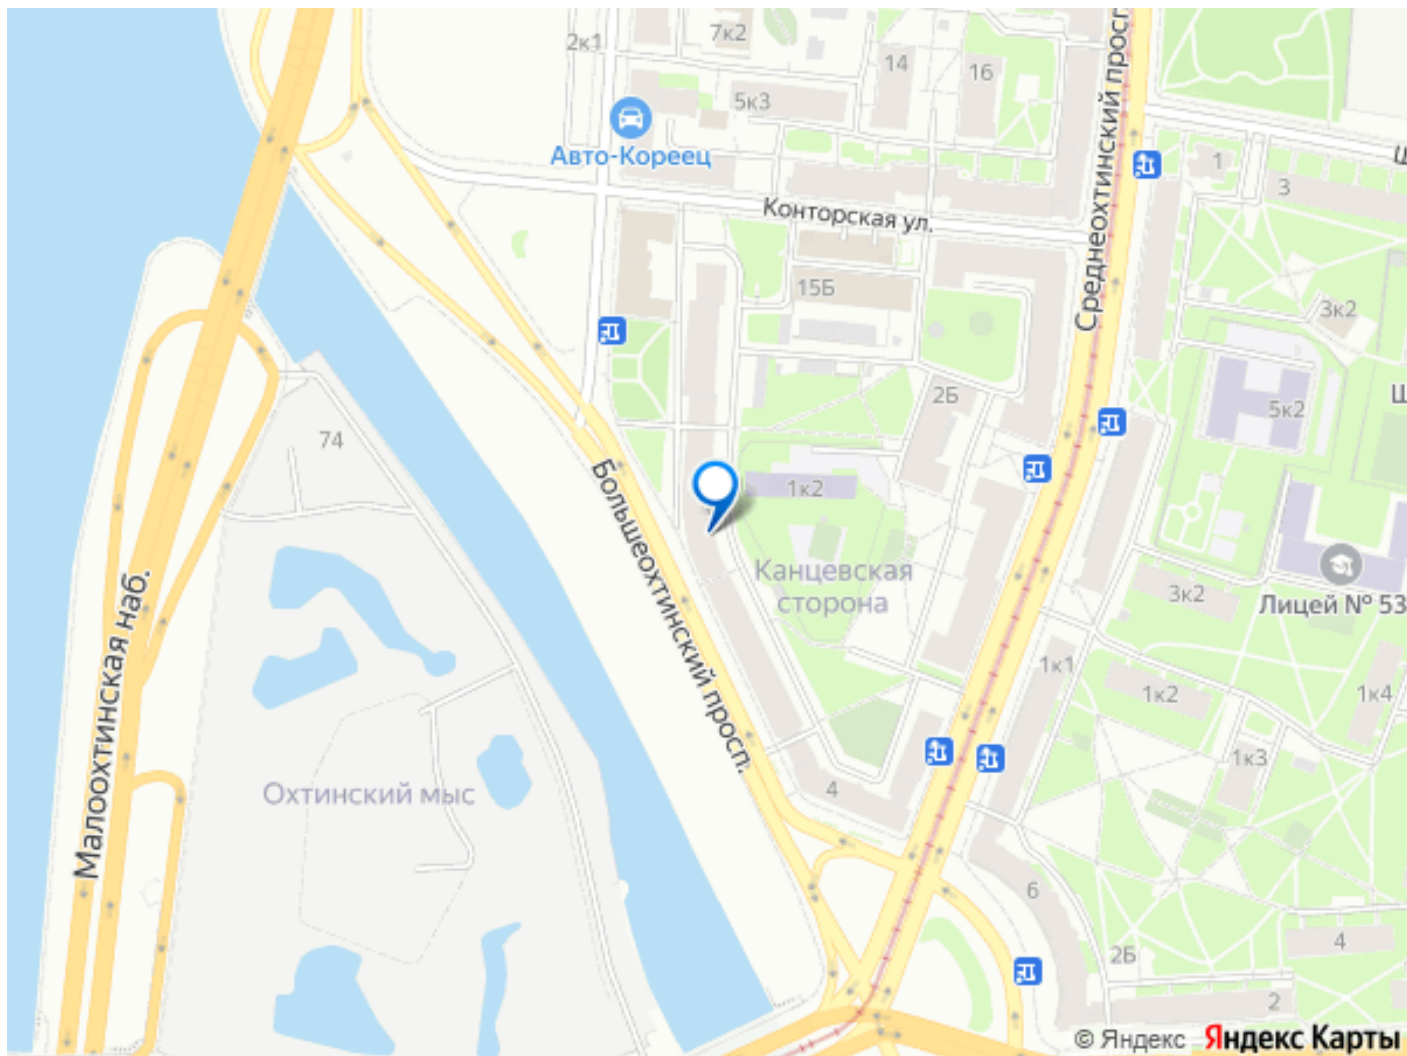 2к1
7к2
14
16
5к3
Авто-Кореец
Среднеохтинский просп.
1
3
Конторская ул.
15Б
3к2
2Б
5к2
74
1к2
Большеохтинский просп.
Канцевская
сторона
3к2
Лицей № 53
Малоохтинская наб.
1к1
1к2
1к4
1к3
Охтинский мыс
4
6
4
2Б
2
© Яндекс Яндекс Карты